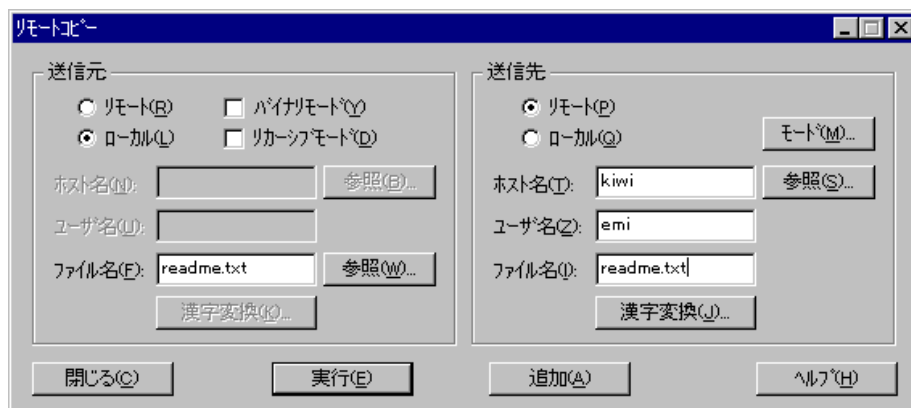 リモートコピー
送信元
リモート(R) バイナリモード(Y)
ローカル(L) リカーシブモード(D)
ホスト名(N): 参照(B)...
ユーザ名(U):
ファイル名(F): readme.txt 参照(W)...
漢字変換(K)...
送信先
リモート(P)
ローカル(Q) モード(M)...
ホスト名(T): kiwi 参照(S)...
ユーザ名(Z): emi
ファイル名(I): readme.txt
漢字変換(J)...
閉じる(C) 実行(E) 追加(A) ヘルプ(H)